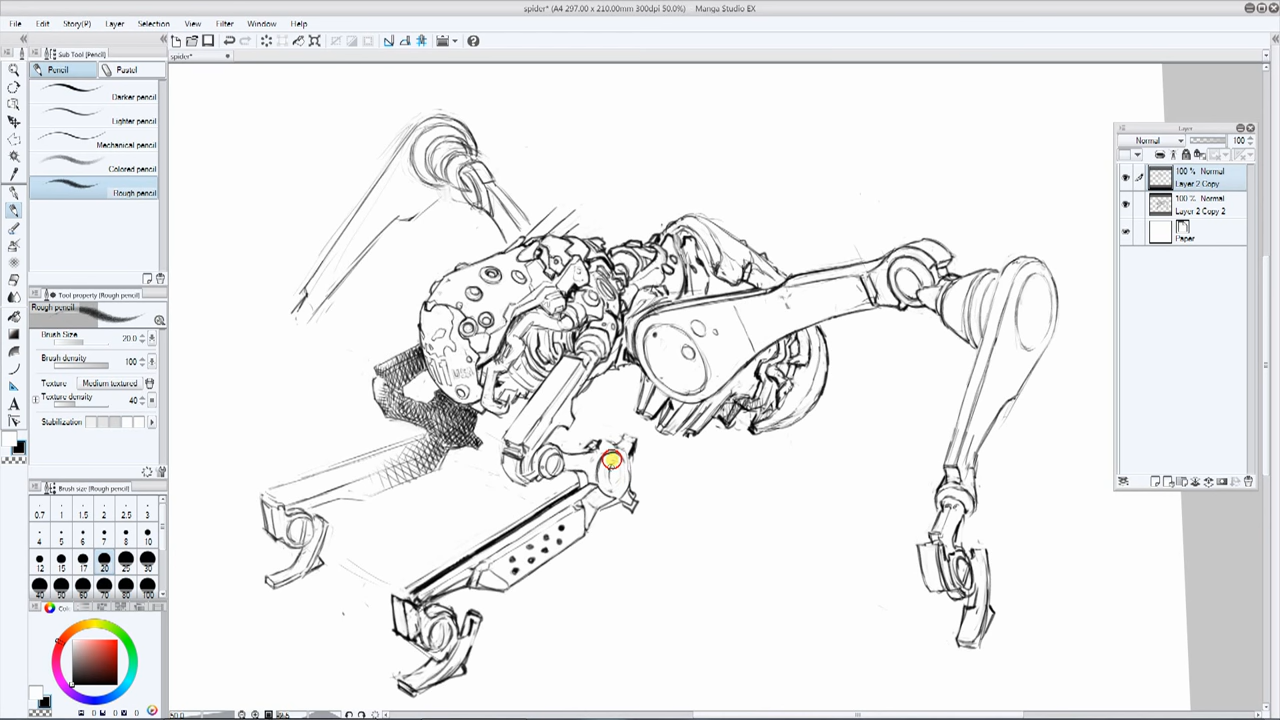 spider* (A4 297.00 x 210.00mm 300dpi 50.0%) - Manga Studio EX
File Edit Story(P) Layer Selection View Filter Window Help
Sub Tool [Pencil]
spider*
Pencil Pastel
Darker pencil
Lighter pencil
Mechanical pencil
Colored pencil
Rough pencil
Tool property (Rough pencil)
Rough pencil
Brush Size 20.0
Brush density 100
Texture Medium textured
Texture density 40
Stabilization
Brush size (Rough pencil)
0.7 1 1.5 2 2.5 3
4 5 6 7 8 10
12 15 17 20 25 30
40 50 60 70 80 100
Layer
Normal 100
100 % Normal
Layer 2 Copy
100 % Normal
Layer 2 Copy 2
Paper